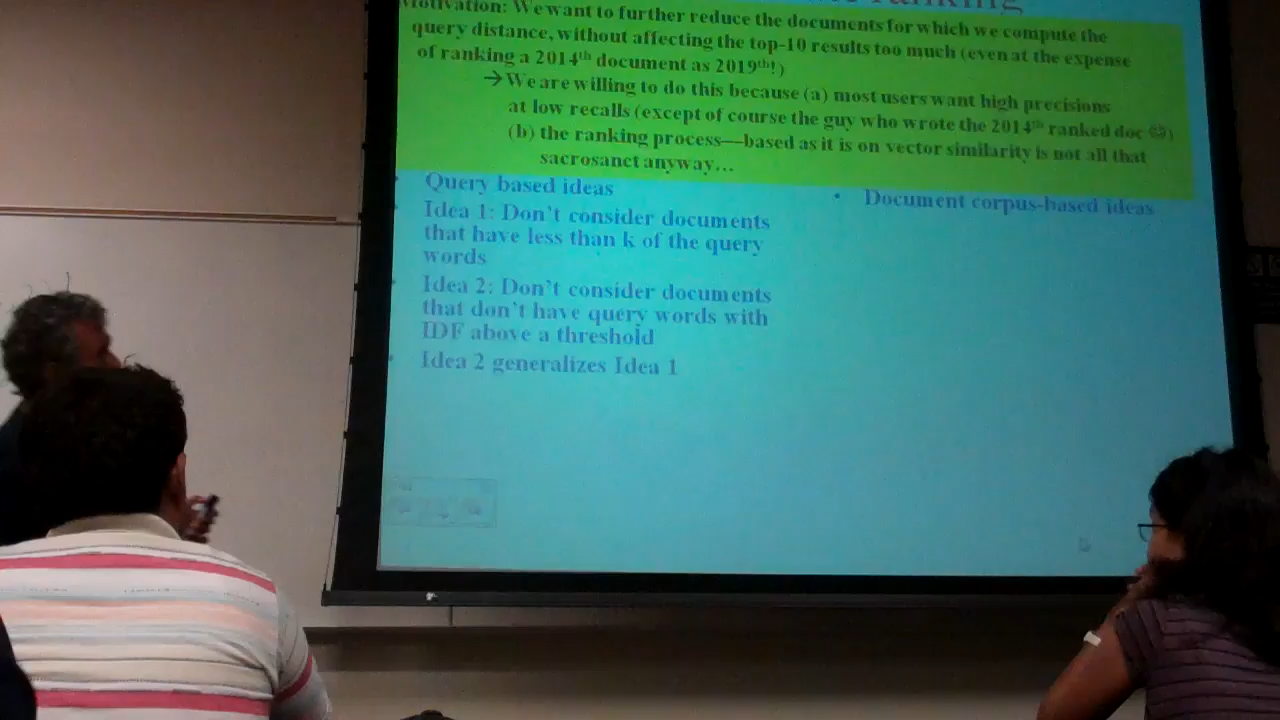 ranking
Motivation: We want to further reduce the documents for which we compute the
query distance, without affecting the top-10 results too much (even at the expense
of ranking a 2014th document as 2019th!)
→We are willing to do this because (a) most users want high precisions
at low recalls (except of course the guy who wrote the 2014th ranked doc ☹)
(b) the ranking process—based as it is on vector similarity is not all that
sacrosanct anyway…
Query based ideas
Idea 1: Don't consider documents
that have less than k of the query
words
Idea 2: Don't consider documents
that don't have query words with
IDF above a threshold
Idea 2 generalizes Idea 1
• Document corpus-based ideas